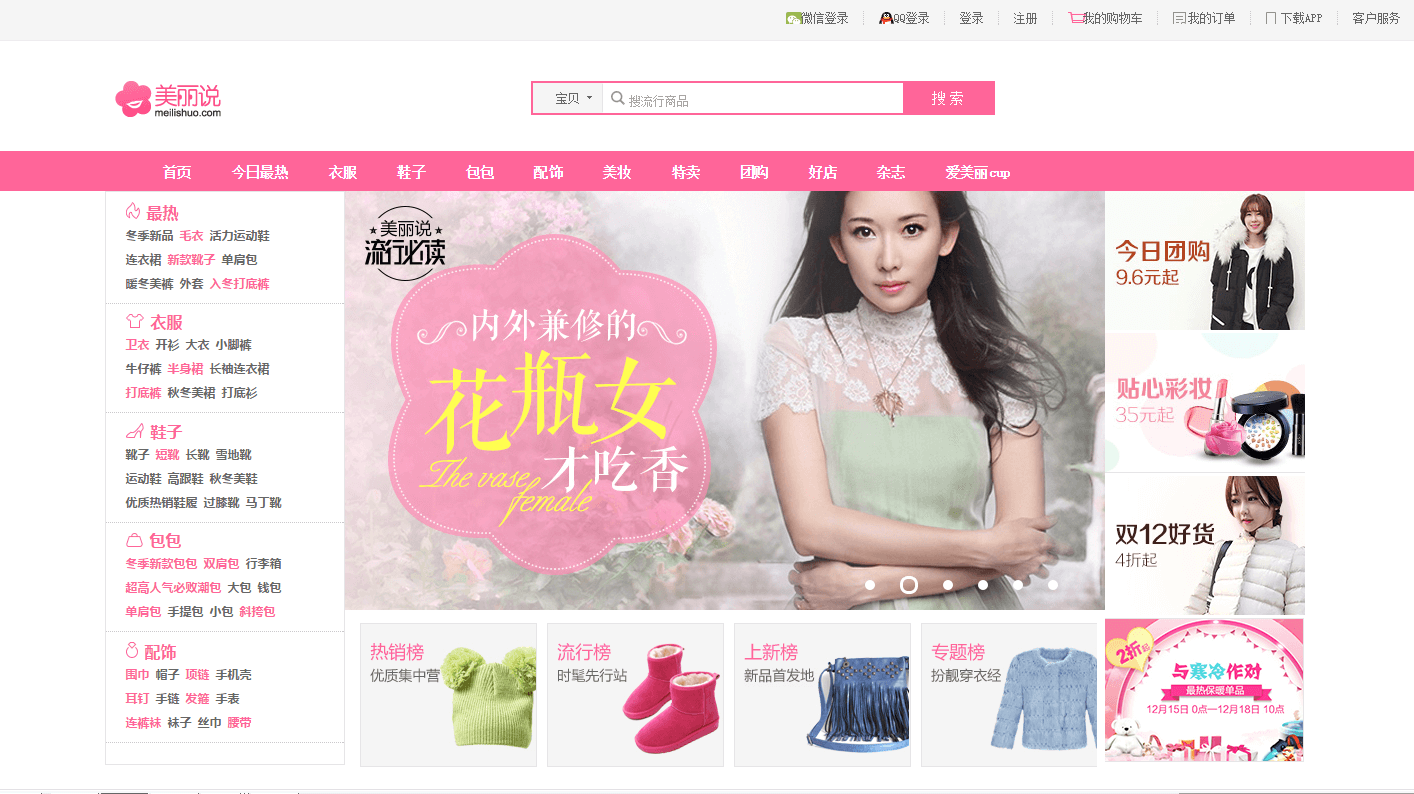 微信登录 QQ登录 登录 注册 我的购物车 我的订单 下载APP 客户服务
美丽说
meilishuo.com
宝贝 搜流行商品 搜 索
首页 今日最热 衣服 鞋子 包包 配饰 美妆 特卖 团购 好店 杂志 爱美丽cup
最热
冬季新品 毛衣 活力运动鞋
连衣裙 新款靴子 单肩包
暖冬美裤 外套 入冬打底裤
衣服
卫衣 开衫 大衣 小脚裤
牛仔裤 半身裙 长袖连衣裙
打底裤 秋冬美裙 打底衫
鞋子
靴子 短靴 长靴 雪地靴
运动鞋 高跟鞋 秋冬美鞋
优质热销鞋履 过膝靴 马丁靴
包包
冬季新款包包 双肩包 行李箱
超高人气必败潮包 大包 钱包
单肩包 手提包 小包 斜挎包
配饰
围巾 帽子 顶链 手机壳
耳钉 手链 发箍 手表
连裤袜 袜子 丝巾 腰带
美丽说
流行必读
内外兼修的
花瓶女
才吃香
The vase
female
今日团购
9.6元起
贴心彩妆
35元起
双12好货
4折起
2折起
与寒冷作对
最热保暖单品
12月15日 0点—12月18日 10点
热销榜
优质集中营
流行榜
时髦先行站
上新榜
新品首发地
专题榜
扮靓穿衣经